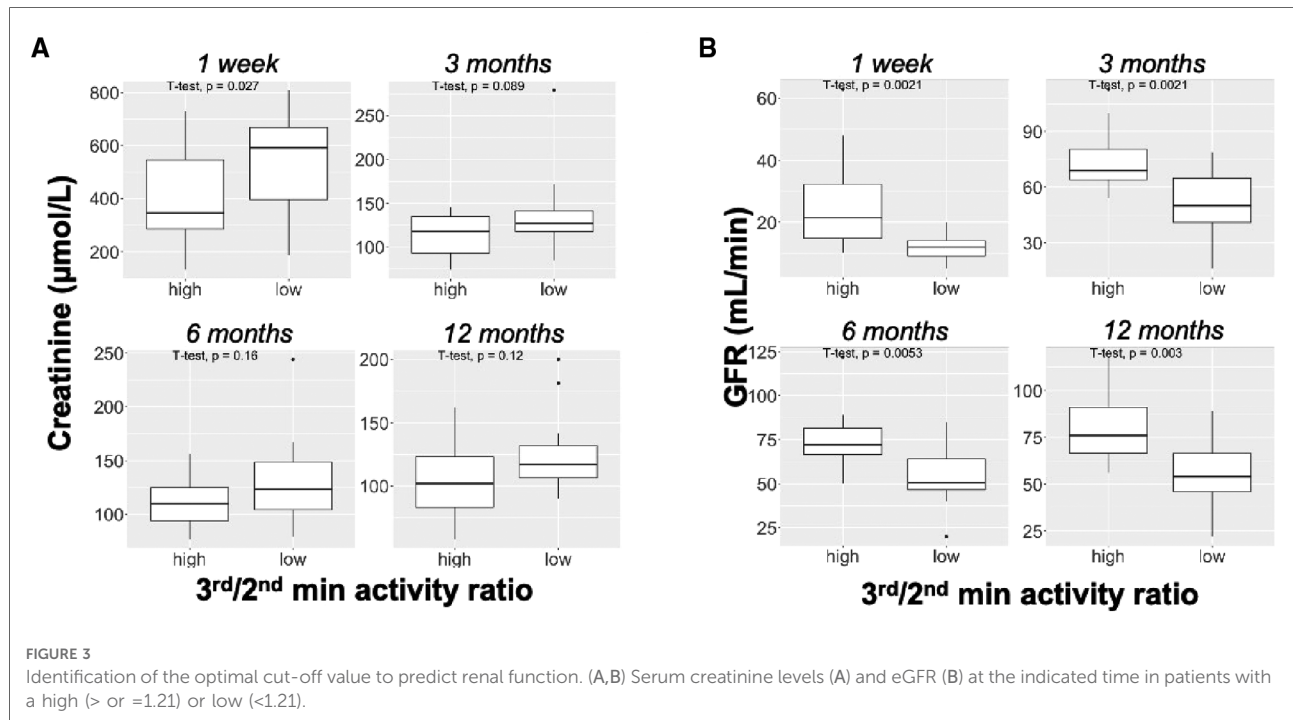 A
1 week
T-test, p = 0.027
800
600
400
200
high low
3 months
T-test, p = 0.089
250
200
150
100
high low
6 months
T-test, p = 0.16
250
200
150
100
high low
12 months
T-test, p = 0.12
200
150
100
high low
Creatinine (μmol/L)
3rd/2nd min activity ratio
B
1 week
T-test, p = 0.0021
60
40
20
high low
3 months
T-test, p = 0.0021
90
60
30
high low
6 months
T-test, p = 0.0053
125
100
75
50
25
high low
12 months
T-test, p = 0.003
100
75
50
25
high low
GFR (mL/min)
3rd/2nd min activity ratio
FIGURE 3
Identification of the optimal cut-off value to predict renal function. (A,B) Serum creatinine levels (A) and eGFR (B) at the indicated time in patients with
a high (> or =1.21) or low (<1.21).